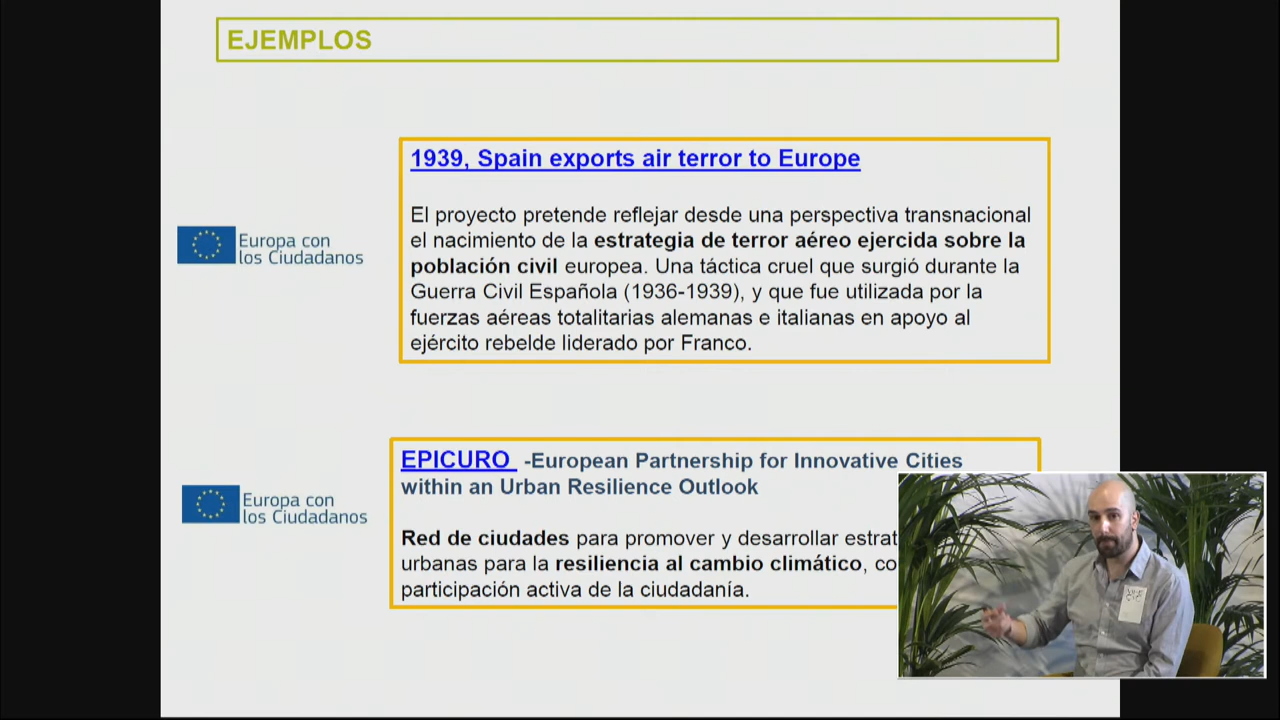 EJEMPLOS
1939, Spain exports air terror to Europe
El proyecto pretende reflejar desde una perspectiva transnacional
el nacimiento de la estrategia de terror aéreo ejercida sobre la
población civil europea. Una táctica cruel que surgió durante la
Guerra Civil Española (1936-1939), y que fue utilizada por la
fuerzas aéreas totalitarias alemanas e italianas en apoyo al
ejército rebelde liderado por Franco.
Europa con
los Ciudadanos
EPICURO -European Partnership for Innovative Cities
within an Urban Resilience Outlook
Red de ciudades para promover y desarrollar
urbanas para la resiliencia al cambio climático,
participación activa de la ciudadanía.
Europa con
los Ciudadanos